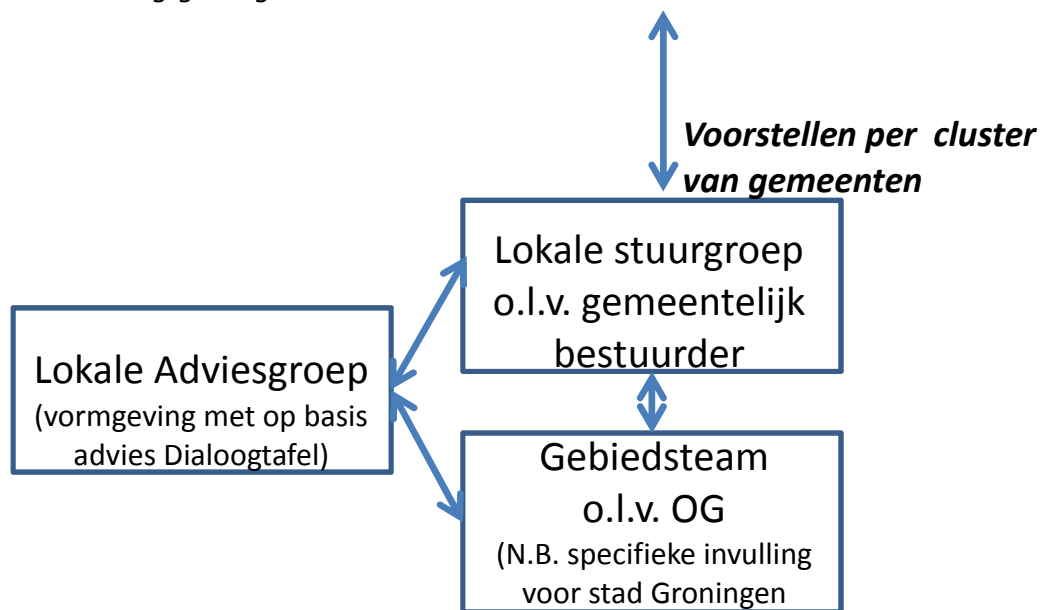 Voorstellen per cluster
van gemeenten
Lokale stuurgroep
o.l.v. gemeentelijk
bestuurder
Lokale Adviesgroep
(vormgeving met op basis
advies Dialoogtafel)
Gebiedsteam
o.l.v. OG
(N.B. specifieke invulling
voor stad Groningen